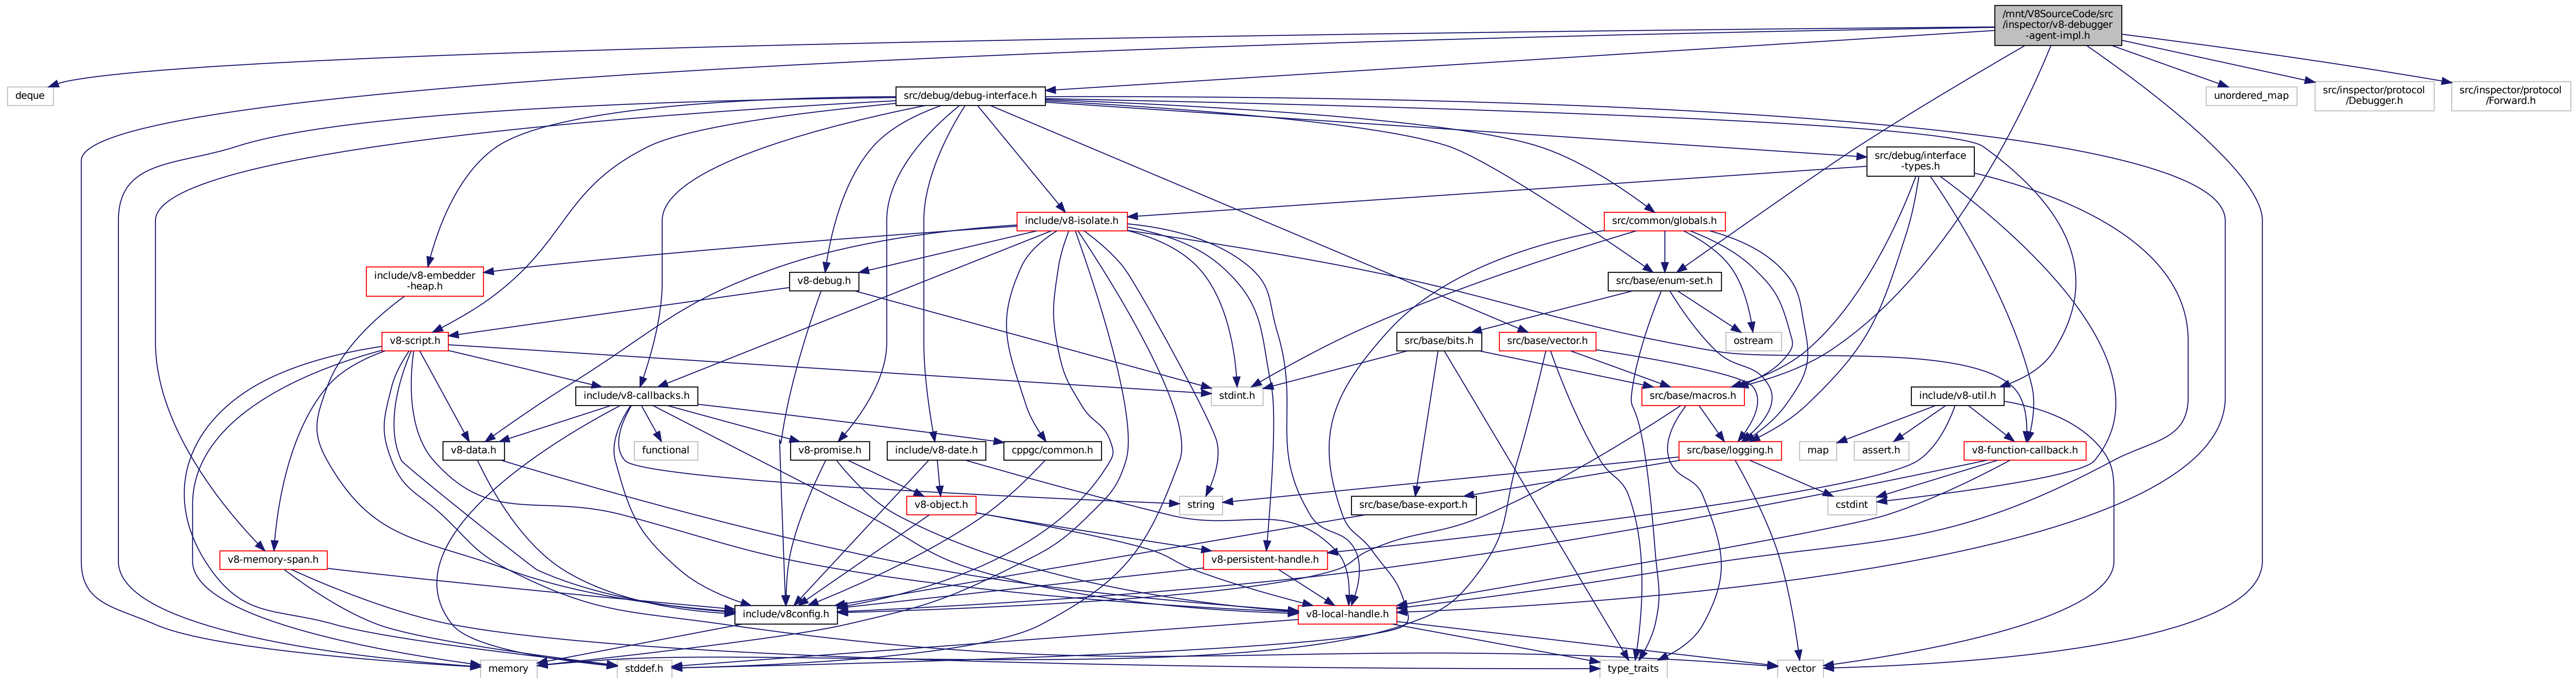 /mnt/V8SourceCode/src
/inspector/v8-debugger
-agent-impl.h
deque
src/debug/debug-interface.h
unordered_map
src/inspector/protocol
/Debugger.h
src/inspector/protocol
/Forward.h
src/debug/interface
-types.h
include/v8-isolate.h
src/common/globals.h
include/v8-embedder
-heap.h
v8-debug.h
src/base/enum-set.h
v8-script.h
src/base/bits.h
src/base/vector.h
ostream
include/v8-callbacks.h
stdint.h
src/base/macros.h
include/v8-util.h
v8-data.h
functional
v8-promise.h
include/v8-date.h
cppgc/common.h
src/base/logging.h
map
assert.h
v8-function-callback.h
v8-object.h
string
src/base/base-export.h
cstdint
v8-memory-span.h
v8-persistent-handle.h
include/v8config.h
v8-local-handle.h
memory
stddef.h
type_traits
vector